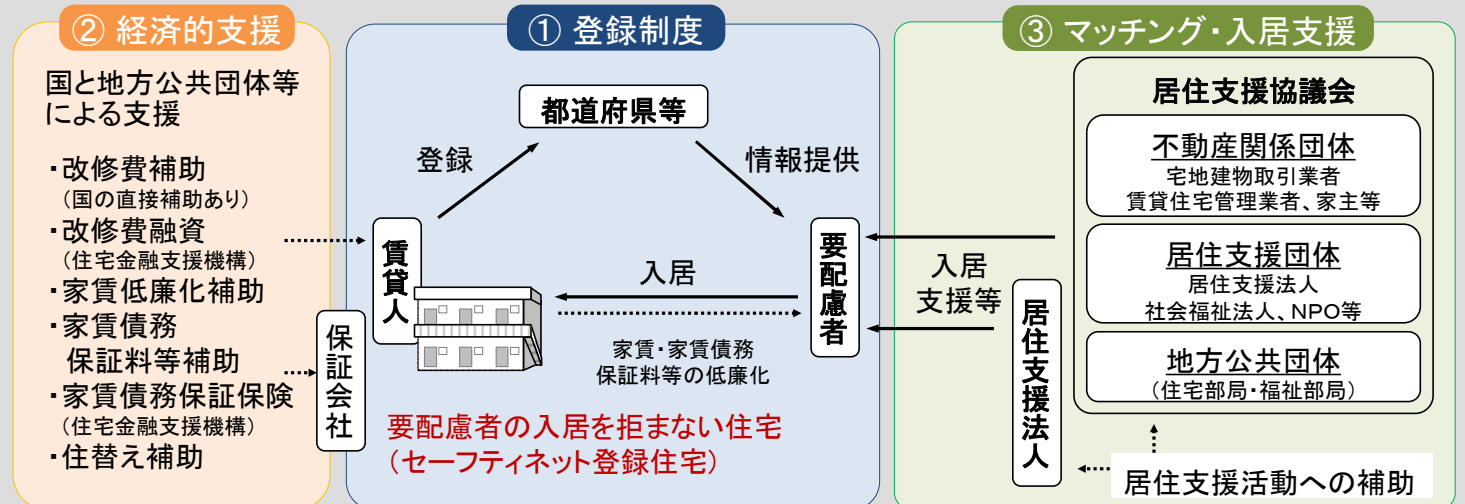 ② 経済的支援
国と地方公共団体等
による支援
・改修費補助
(国の直接補助あり)
・改修費融資
(住宅金融支援機構)
・家賃低廉化補助
・家賃債務
保証料等補助
・家賃債務保証保険
(住宅金融支援機構)
・住替え補助
① 登録制度
都道府県等
登録
情報提供
賃貸人
保証会社
入居
家賃・家賃債務
保証料等の低廉化
要配慮者
要配慮者の入居を拒まない住宅
(セーフティネット登録住宅)
③ マッチング・入居支援
居住支援協議会
不動産関係団体
宅地建物取引業者
賃貸住宅管理業者、家主等
居住支援団体
居住支援法人
社会福祉法人、NPO等
地方公共団体
(住宅部局・福祉部局)
入居
支援等
居住支援法人
居住支援活動への補助